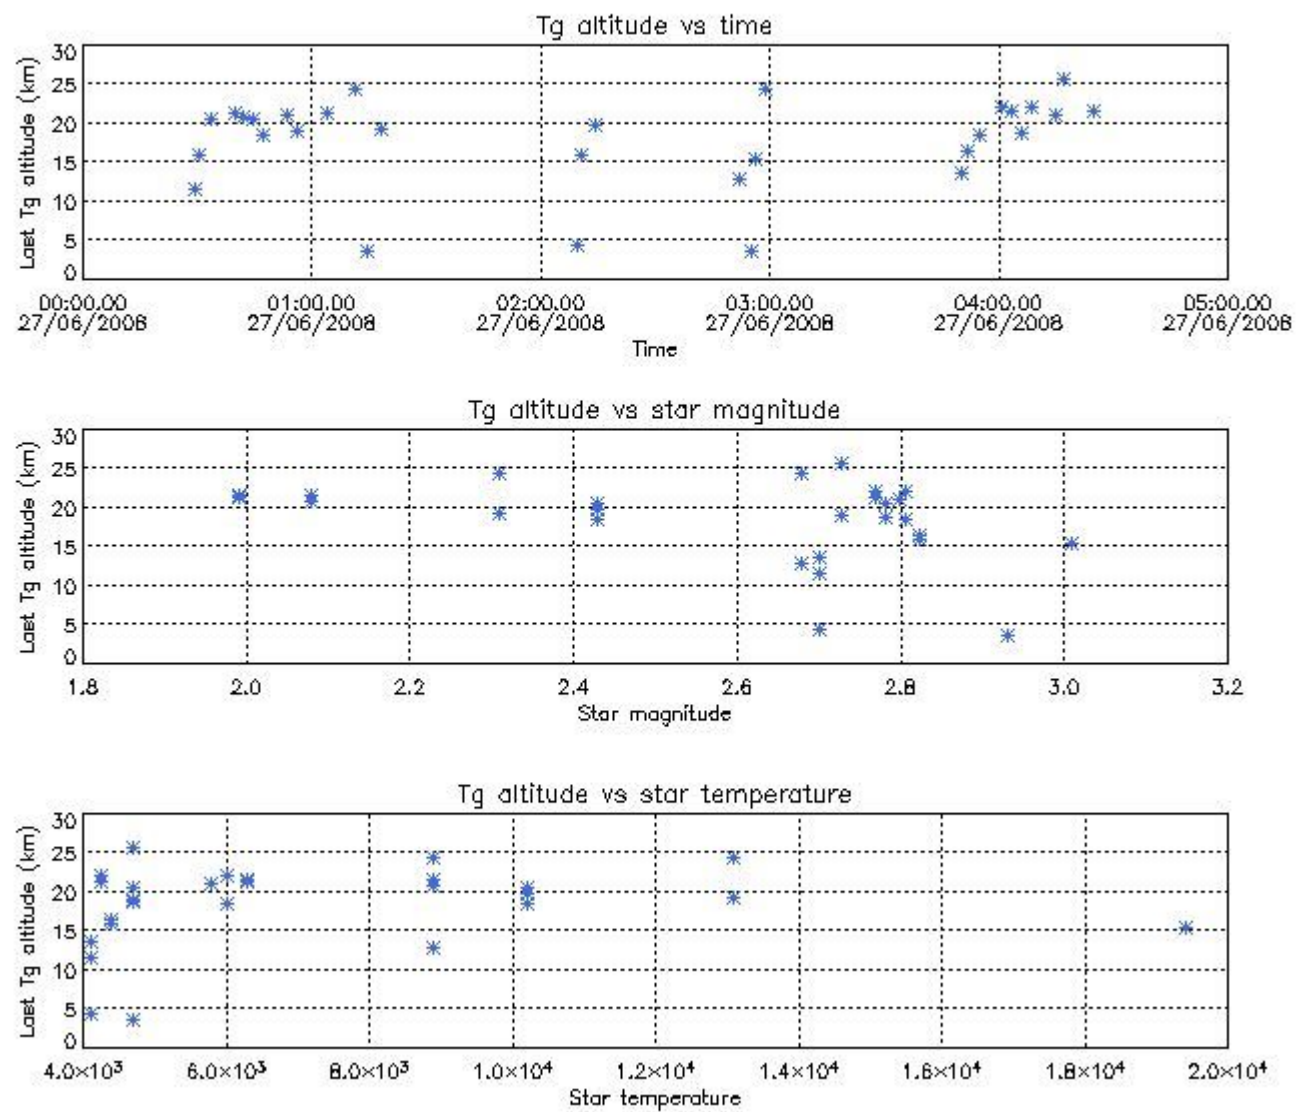 Tg altitude vs time
Last Tg altitude (km)
30
25
20
15
10
5
0
00:00.00 01:00.00 02:00.00 03:00.00 04:00.00 05:00.00
27/06/2008 27/06/2008 27/06/2008 27/06/2008 27/06/2008 27/06/2008
Time
Tg altitude vs star magnitude
Last Tg altitude (km)
30
25
20
15
10
5
0
1.8 2.0 2.2 2.4 2.6 2.8 3.0 3.2
Star magnitude
Tg altitude vs star temperature
Last Tg altitude (km)
30
25
20
15
10
5
0
4.0×10³ 6.0×10³ 8.0×10³ 1.0×10⁴ 1.2×10⁴ 1.4×10⁴ 1.6×10⁴ 1.8×10⁴ 2.0×10⁴
Star temperature